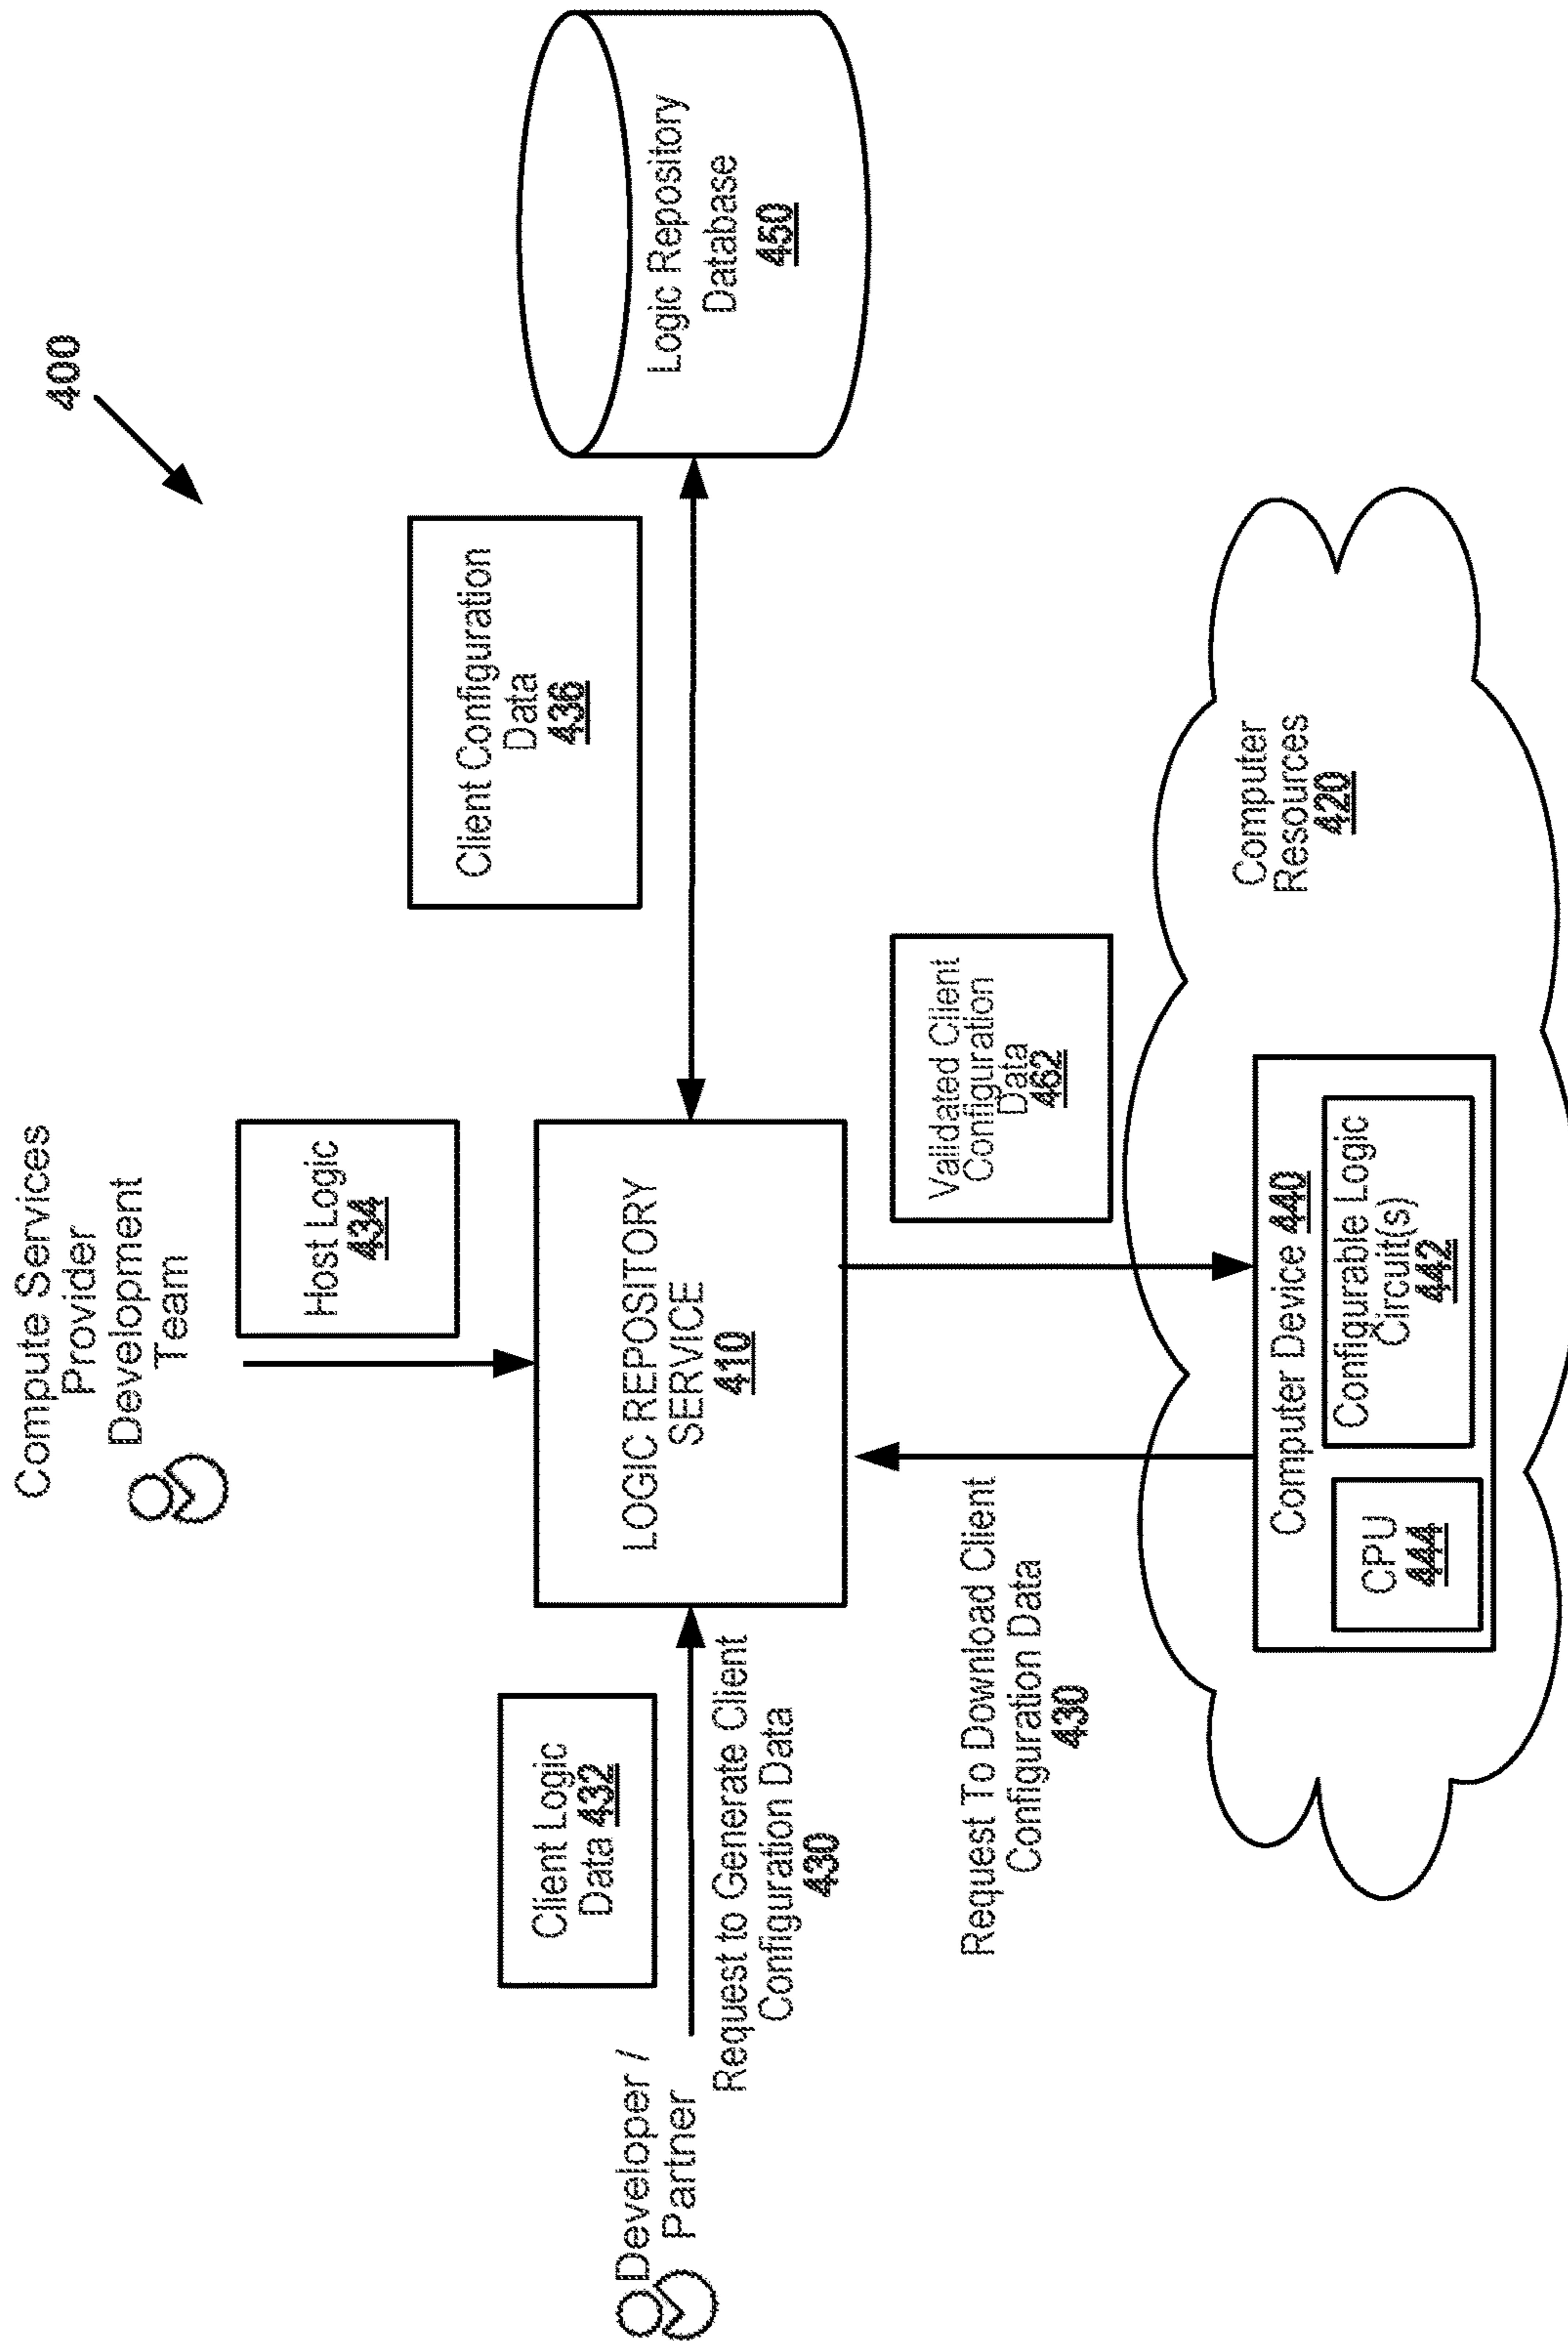 400
Compute Services
Provider
Development
Team
Host Logic
434
Client Configuration
Data
436
Client Logic
Data 432
Developer /
Partner
Request to Generate Client
Configuration Data
430
LOGIC REPOSITORY
SERVICE
410
Logic Repository
Database
450
Request To Download Client
Configuration Data
430
Validated Client
Configuration
Data
462
Computer
Resources
420
Computer Device 440
CPU
444
Configurable Logic
Circuit(s)
442